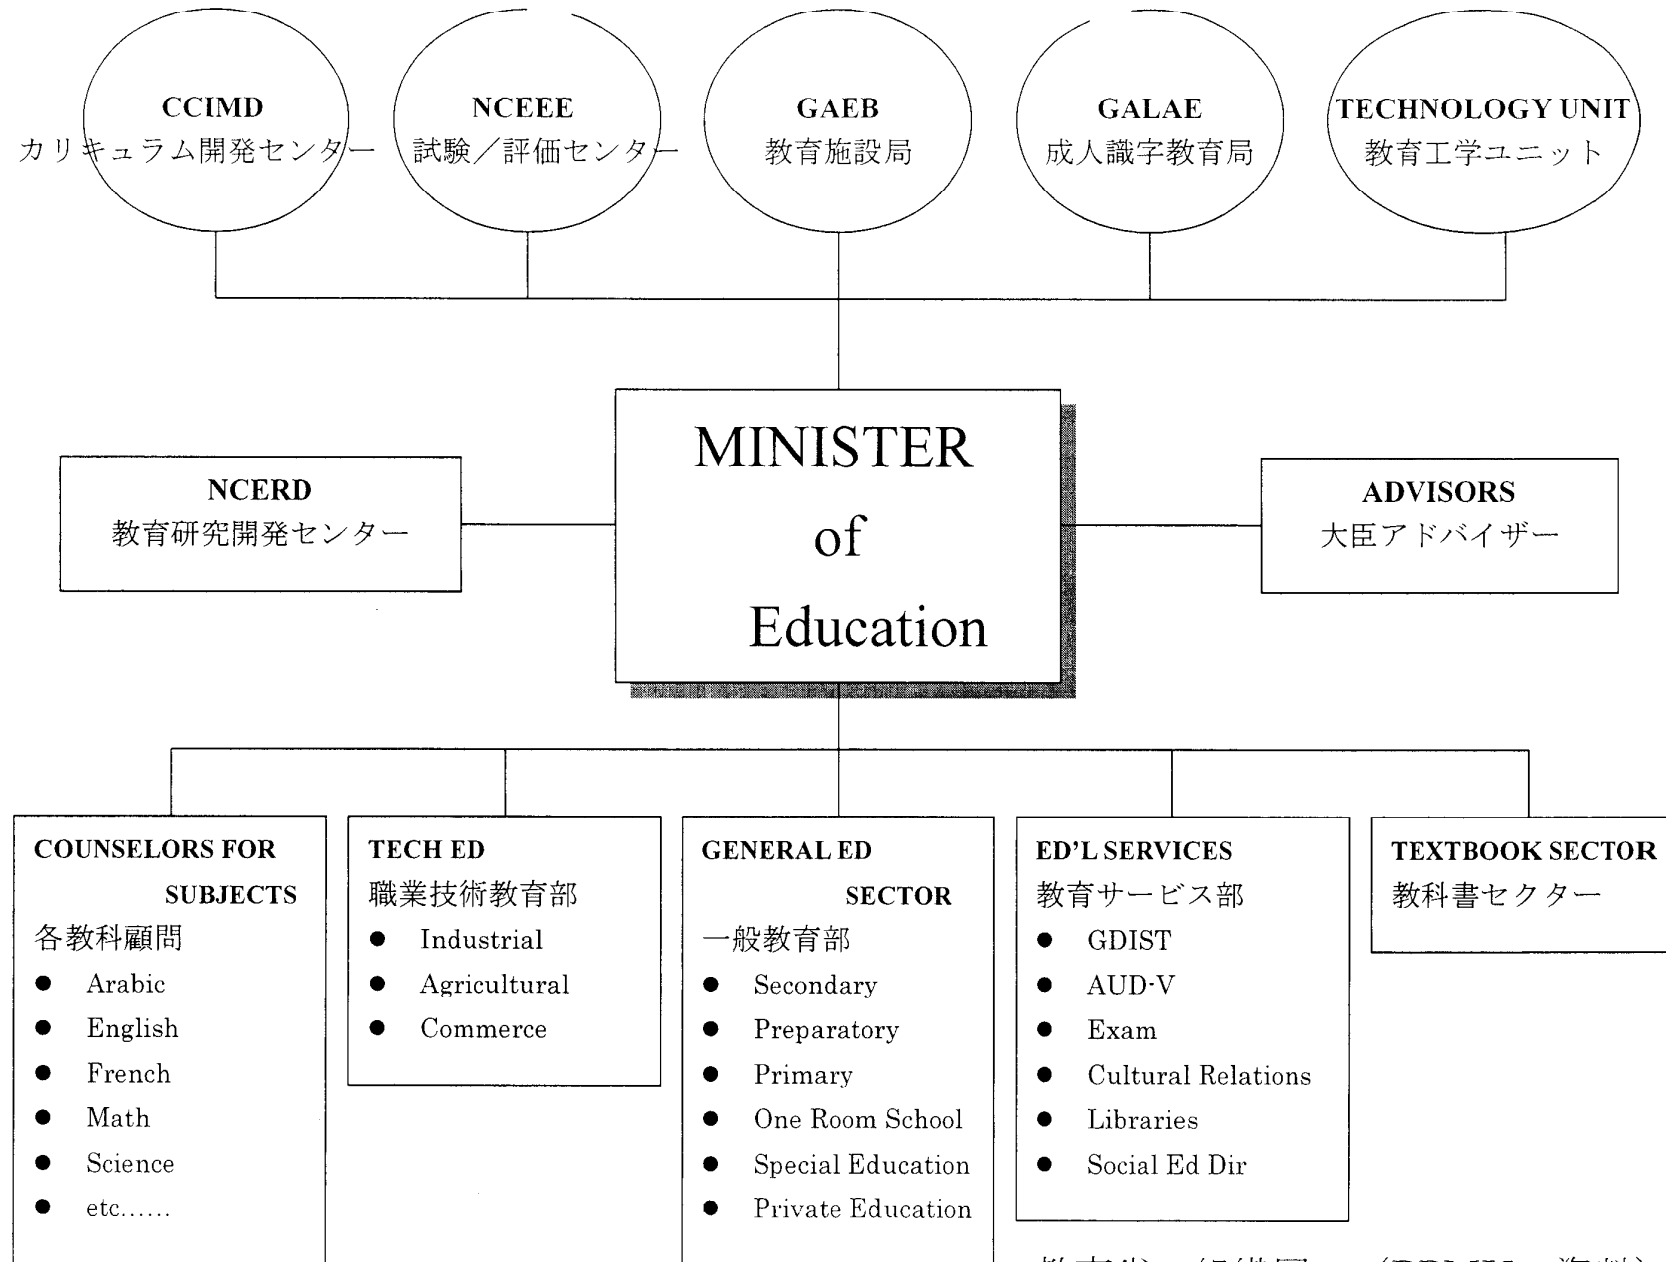 CCIMD
カリキュラム開発センター
NCEEE
試験／評価センター
GAEB
教育施設局
GALAE
成人識字教育局
TECHNOLOGY UNIT
教育工学ユニット
NCERD
教育研究開発センター
MINISTER
of
Education
ADVISORS
大臣アドバイザー
COUNSELORS FOR
SUBJECTS
各教科顧問
● Arabic
● English
● French
● Math
● Science
● etc……
TECH ED
職業技術教育部
● Industrial
● Agricultural
● Commerce
GENERAL ED
SECTOR
一般教育部
● Secondary
● Preparatory
● Primary
● One Room School
● Special Education
● Private Education
ED'L SERVICES
教育サービス部
● GDIST
● AUD-V
● Exam
● Cultural Relations
● Libraries
● Social Ed Dir
TEXTBOOK SECTOR
教科書セクター